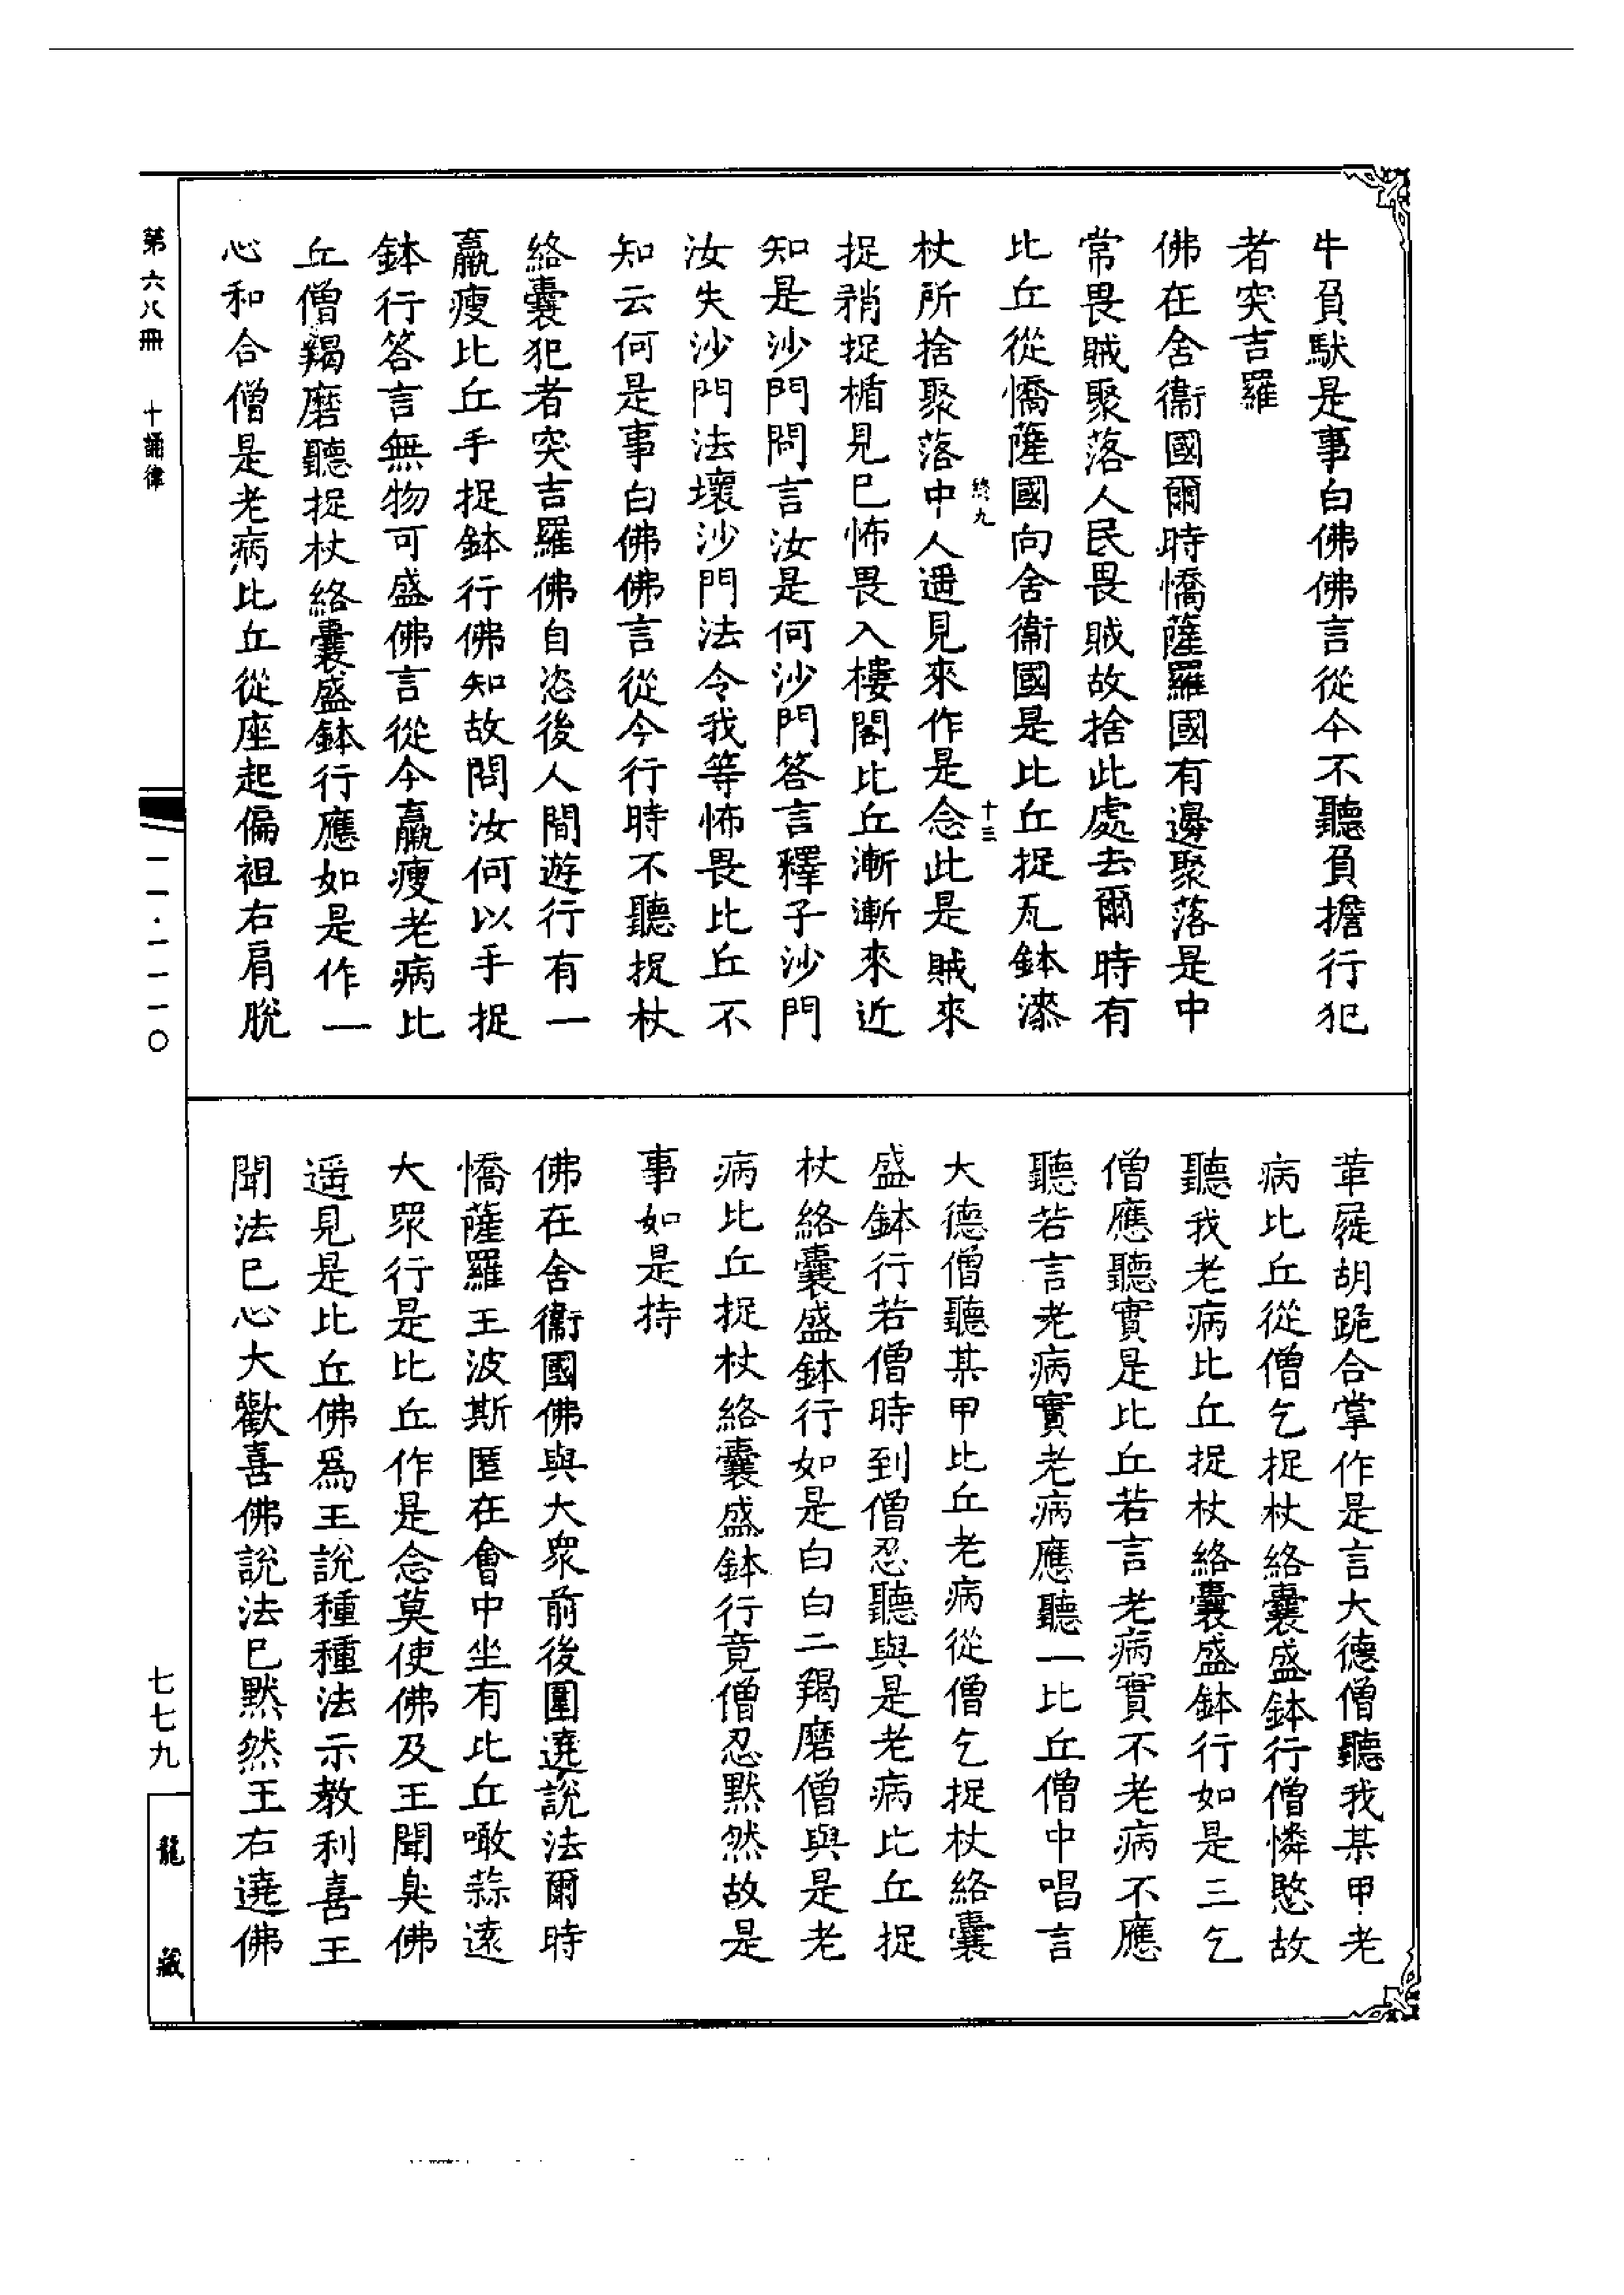 牛負馱是事白佛佛言從今不聽負擔行犯
者突吉羅
佛在舍衞國爾時憍薩羅國有邊聚落是中
常畏賊聚落人民畏賊故捨此處去爾時有
比丘從憍薩國向舍衞國是比丘捉瓦鉢漆
終九
十三
杖所捨聚落中人遥見來作是念此是賊來
捉矟捉楯見已怖畏入樓閣比丘漸漸來近
知是沙門問言汝是何沙門答言釋子沙門
汝失沙門法壞沙門法令我等怖畏比丘不
知云何是事白佛佛言從今行時不聽捉杖
絡囊犯者突吉羅佛自恣後人間遊行有一
羸瘦比丘手捉鉢行佛知故問汝何以手捉
鉢行答言無物可盛佛言從今羸瘦老病比
丘僧羯磨聽捉杖絡囊盛鉢行應如是作一
心和合僧是老病比丘從座起偏袒右肩脫
革屣胡跪合掌作是言大德僧聽我某甲老
病比丘從僧乞捉杖絡囊盛鉢行僧憐愍故
聽我老病比丘捉杖絡囊盛鉢行如是三乞
僧應聽實是比丘若言老病實不老病不應
聽若言老病實老病應聽一比丘僧中唱言
大德僧聽某甲比丘老病從僧乞捉杖絡囊
盛鉢行若僧時到僧忍聽與是老病比丘捉
杖絡囊盛鉢行如是白白二羯磨僧與是老
病比丘捉杖絡囊盛鉢行竟僧忍默然故是
事如是持
佛在舍衞國佛與大衆前後圍遶說法爾時
憍薩羅王波斯匿在會中坐有比丘噉蒜遠
大衆行是比丘作是念莫使佛及王聞臭佛
遥見是比丘佛爲王說種種法示教利喜王
聞法已心大歡喜佛說法已默然王右遶佛
第六八冊 十誦律
一一·一一一〇
七七九
龍藏